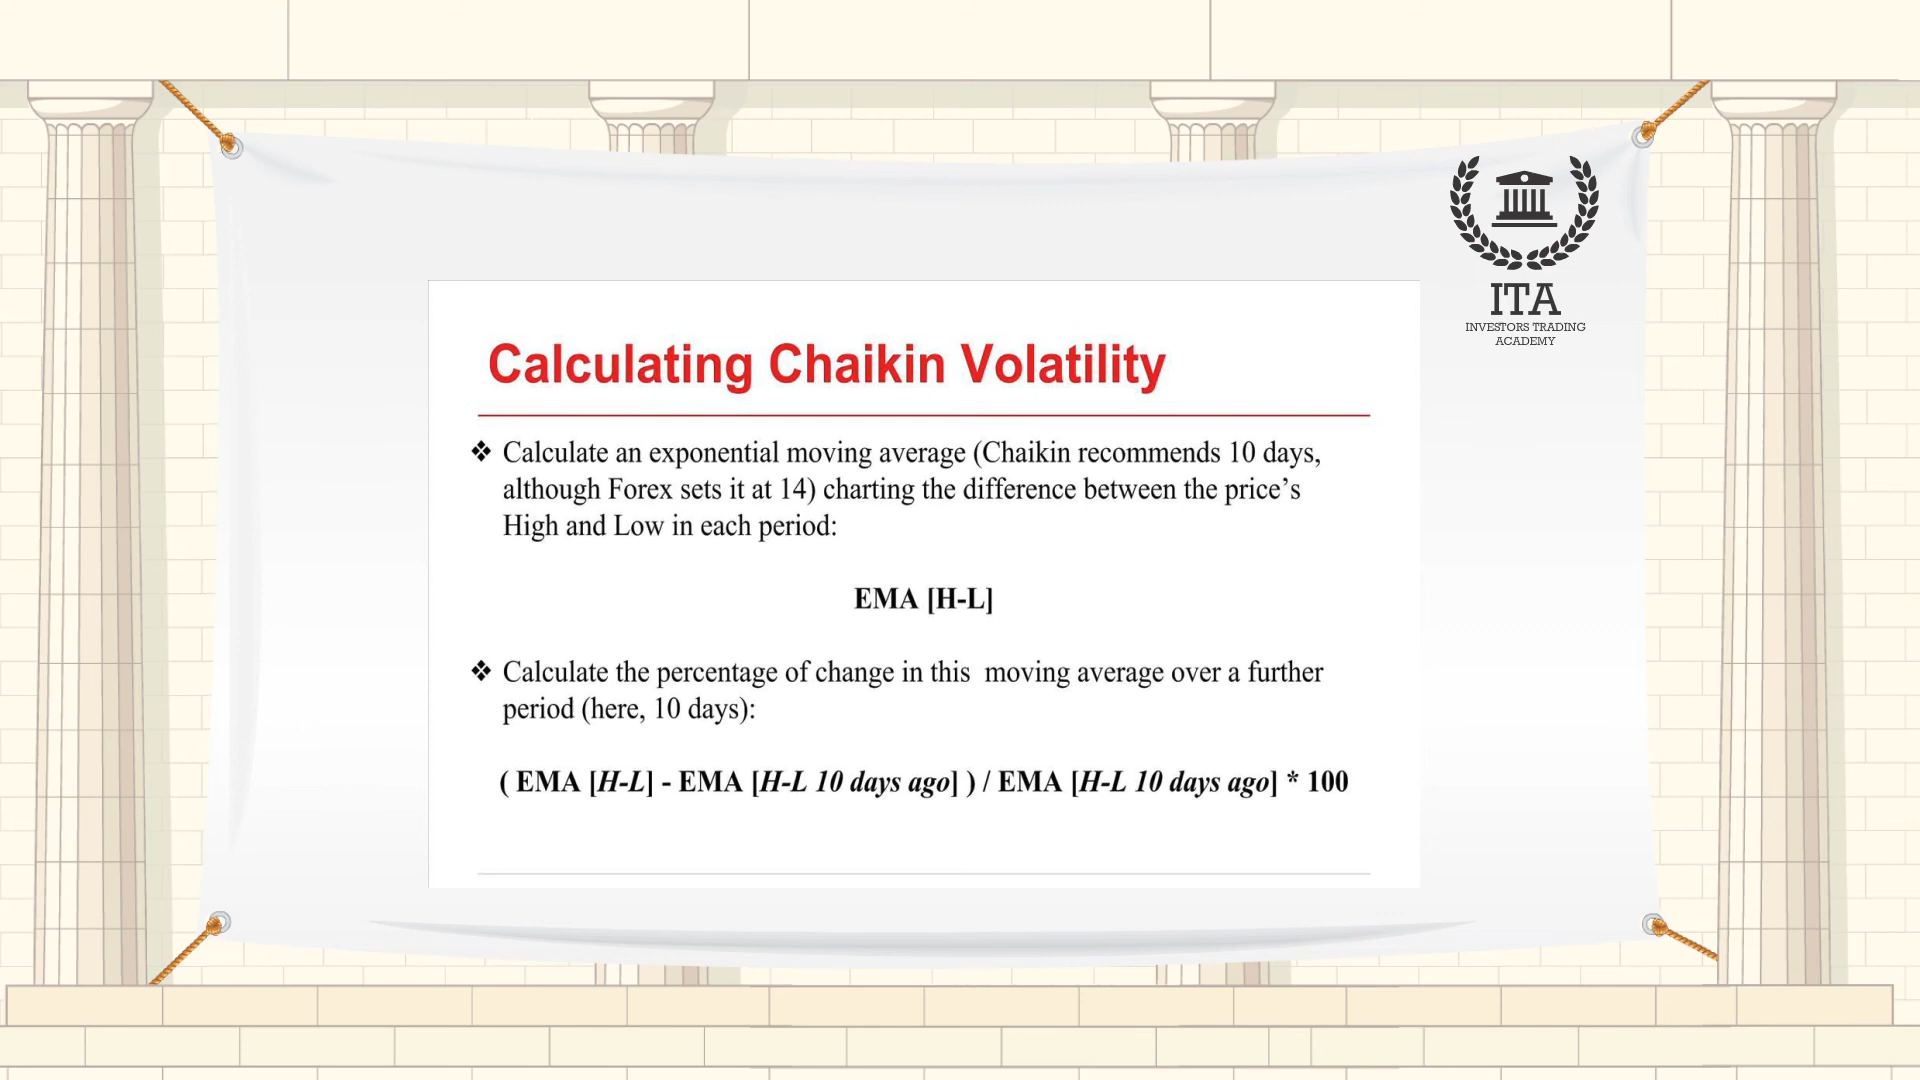 ITA
INVESTORS TRADING
ACADEMY
Calculating Chaikin Volatility
❖ Calculate an exponential moving average (Chaikin recommends 10 days,
although Forex sets it at 14) charting the difference between the price’s
High and Low in each period:
EMA [H-L]
❖ Calculate the percentage of change in this  moving average over a further
period (here, 10 days):
( EMA [H-L] - EMA [H-L 10 days ago] ) / EMA [H-L 10 days ago] * 100